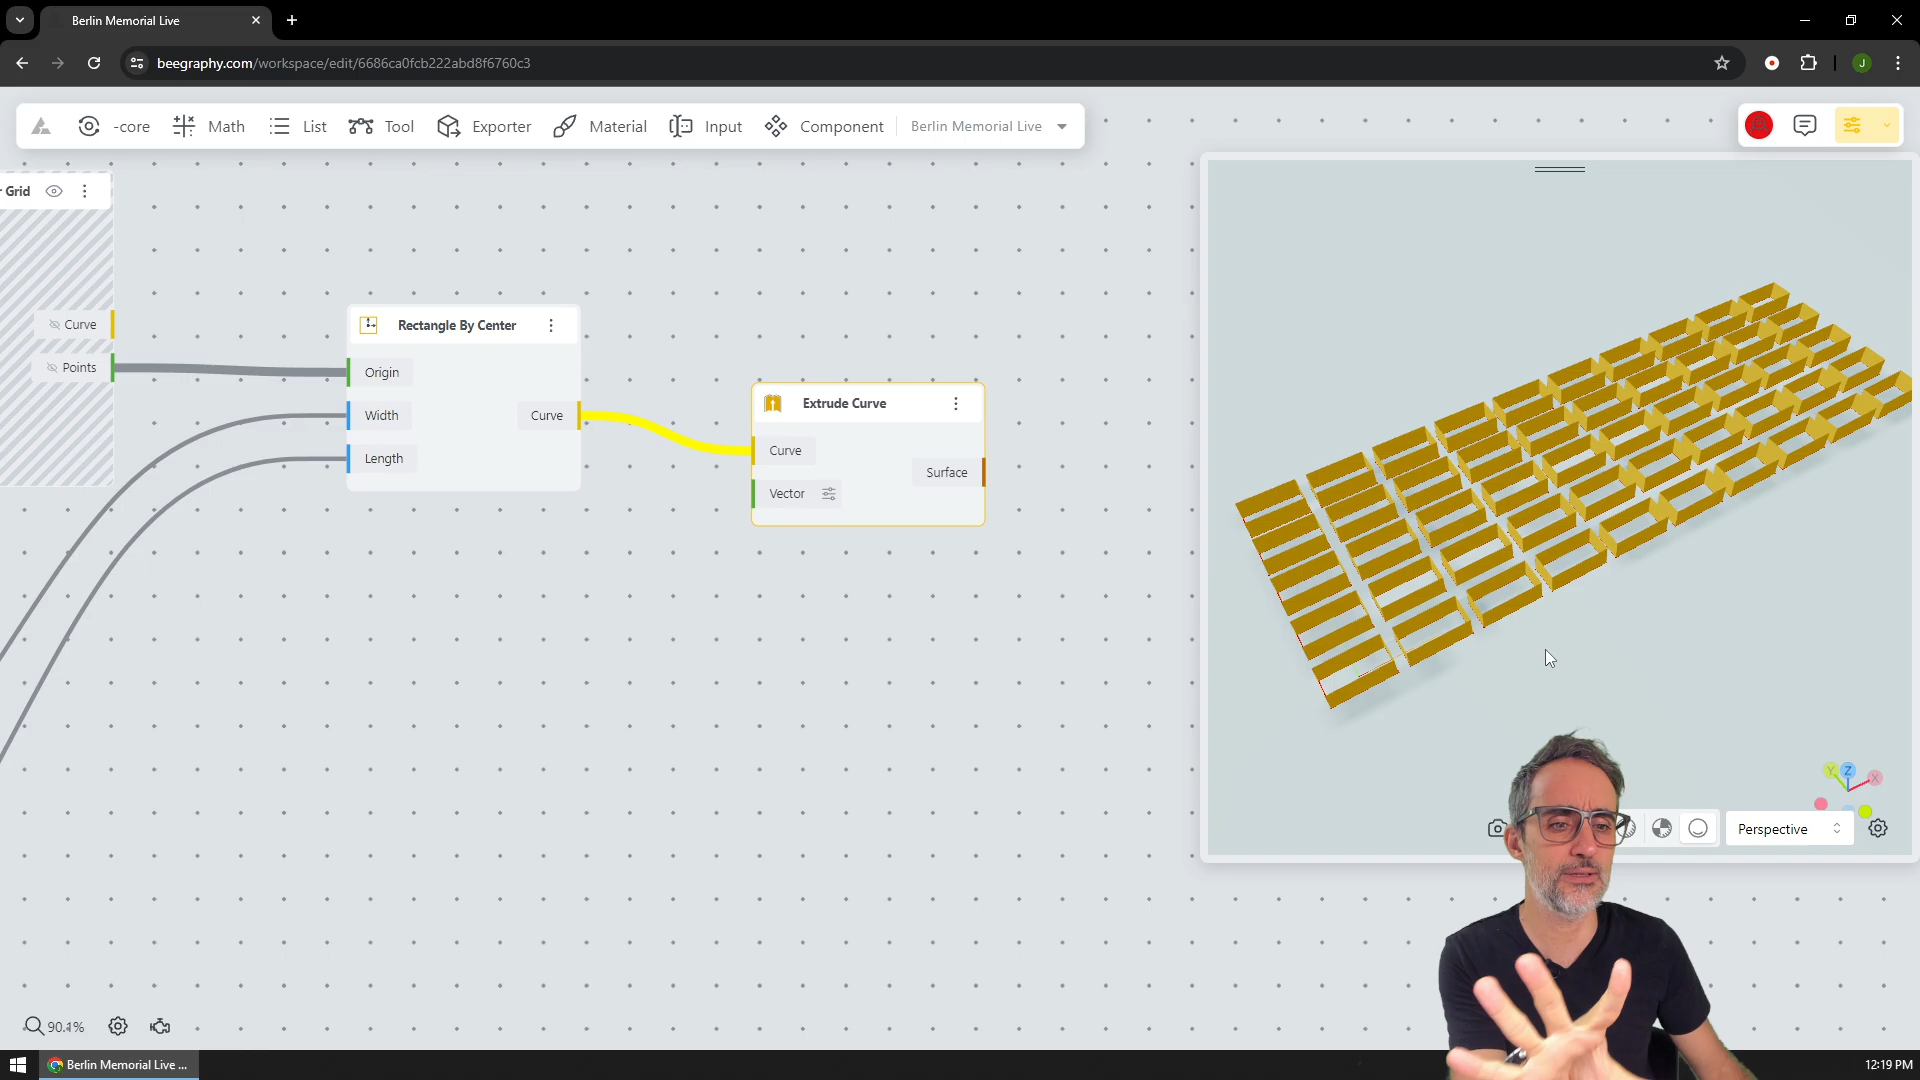 Berlin Memorial Live
beegraphy.com/workspace/edit/6686ca0fcb222abd8f6760c3
J
-core
Math
List
Tool
Exporter
Material
Input
Component
Berlin Memorial Live
Grid
Curve
Points
Rectangle By Center
Origin
Width
Length
Curve
Extrude Curve
Curve
Vector
Surface
Y
Z
X
Perspective
90.1%
Berlin Memorial Live ...
12:19 PM